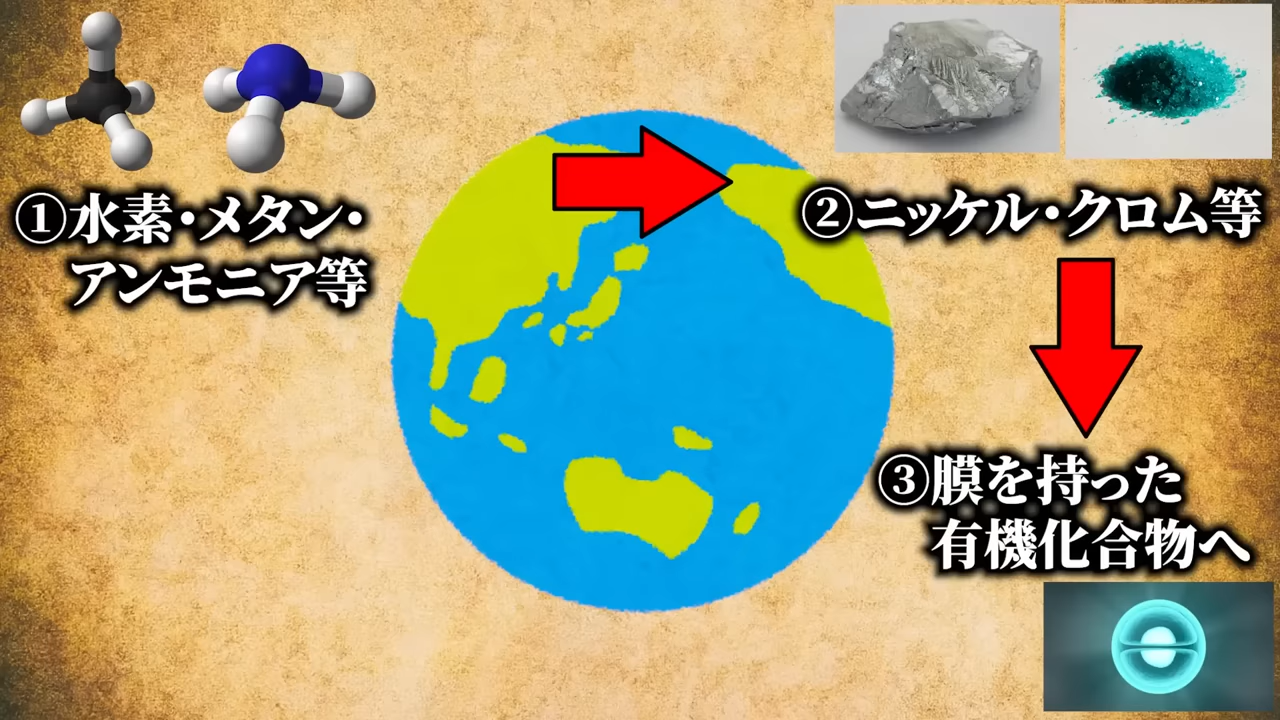 ①水素・メタン・
アンモニア等
②ニッケル・クロム等
③膜を持った
有機化合物へ